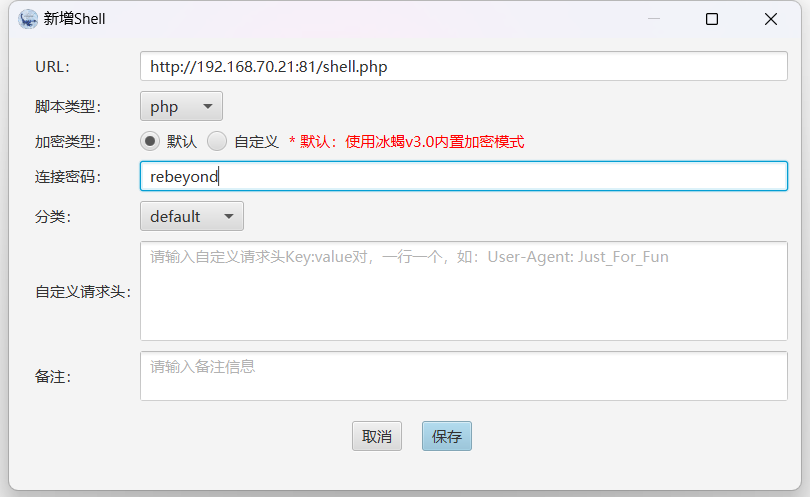 新增Shell
URL: http://192.168.70.21:81/shell.php
脚本类型: php
加密类型: 默认 自定义 * 默认：使用冰蝎v3.0内置加密模式
连接密码: rebeyond
分类: default
自定义请求头: 请输入自定义请求头Key:value对，一行一个，如：User-Agent: Just_For_Fun
备注: 请输入备注信息
取消 保存